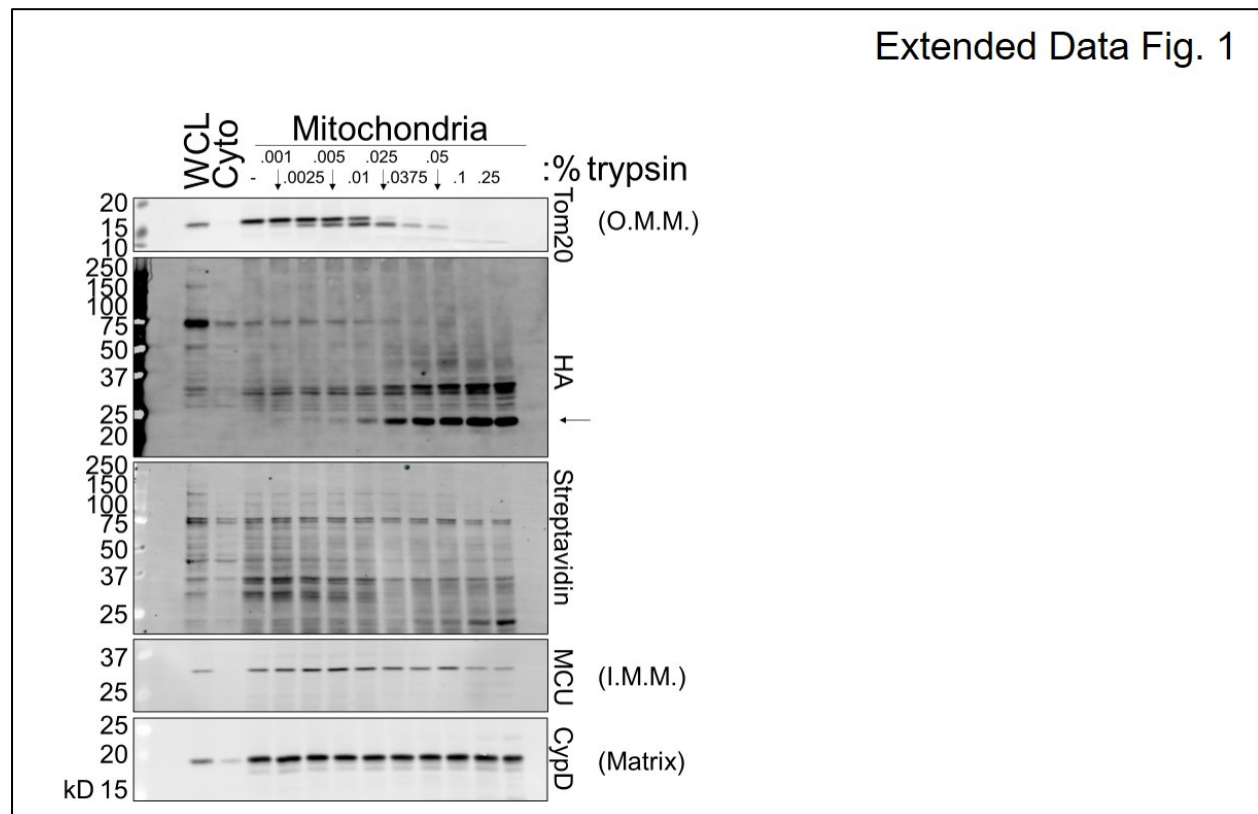 Extended Data Fig. 1
WCL
Cyto
Mitochondria
.001 .005 .025 .05
- ↓ .0025 ↓ .01 ↓ .0375 ↓ .1 .25 :% trypsin
20
15
10
Tom20
(O.M.M.)
250
150
100
75
50
37
25
20
HA
←
250
150
100
75
50
37
25
Streptavidin
37
25
MCU
(I.M.M.)
25
20
kD 15
CypD
(Matrix)